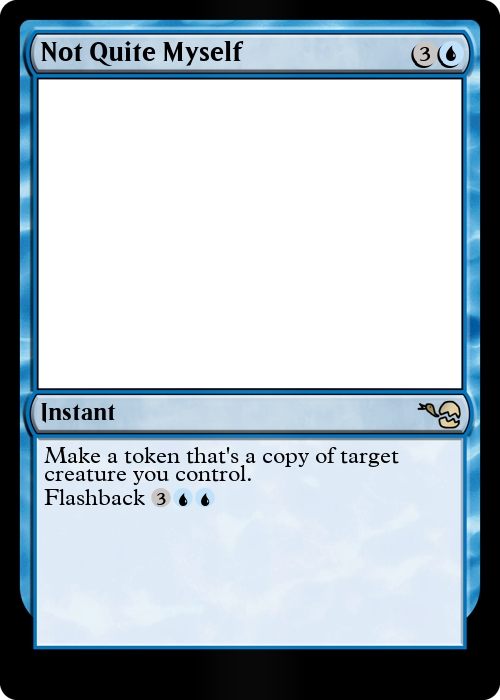 Not Quite Myself 3
Instant
Make a token that's a copy of target
creature you control.
Flashback 3